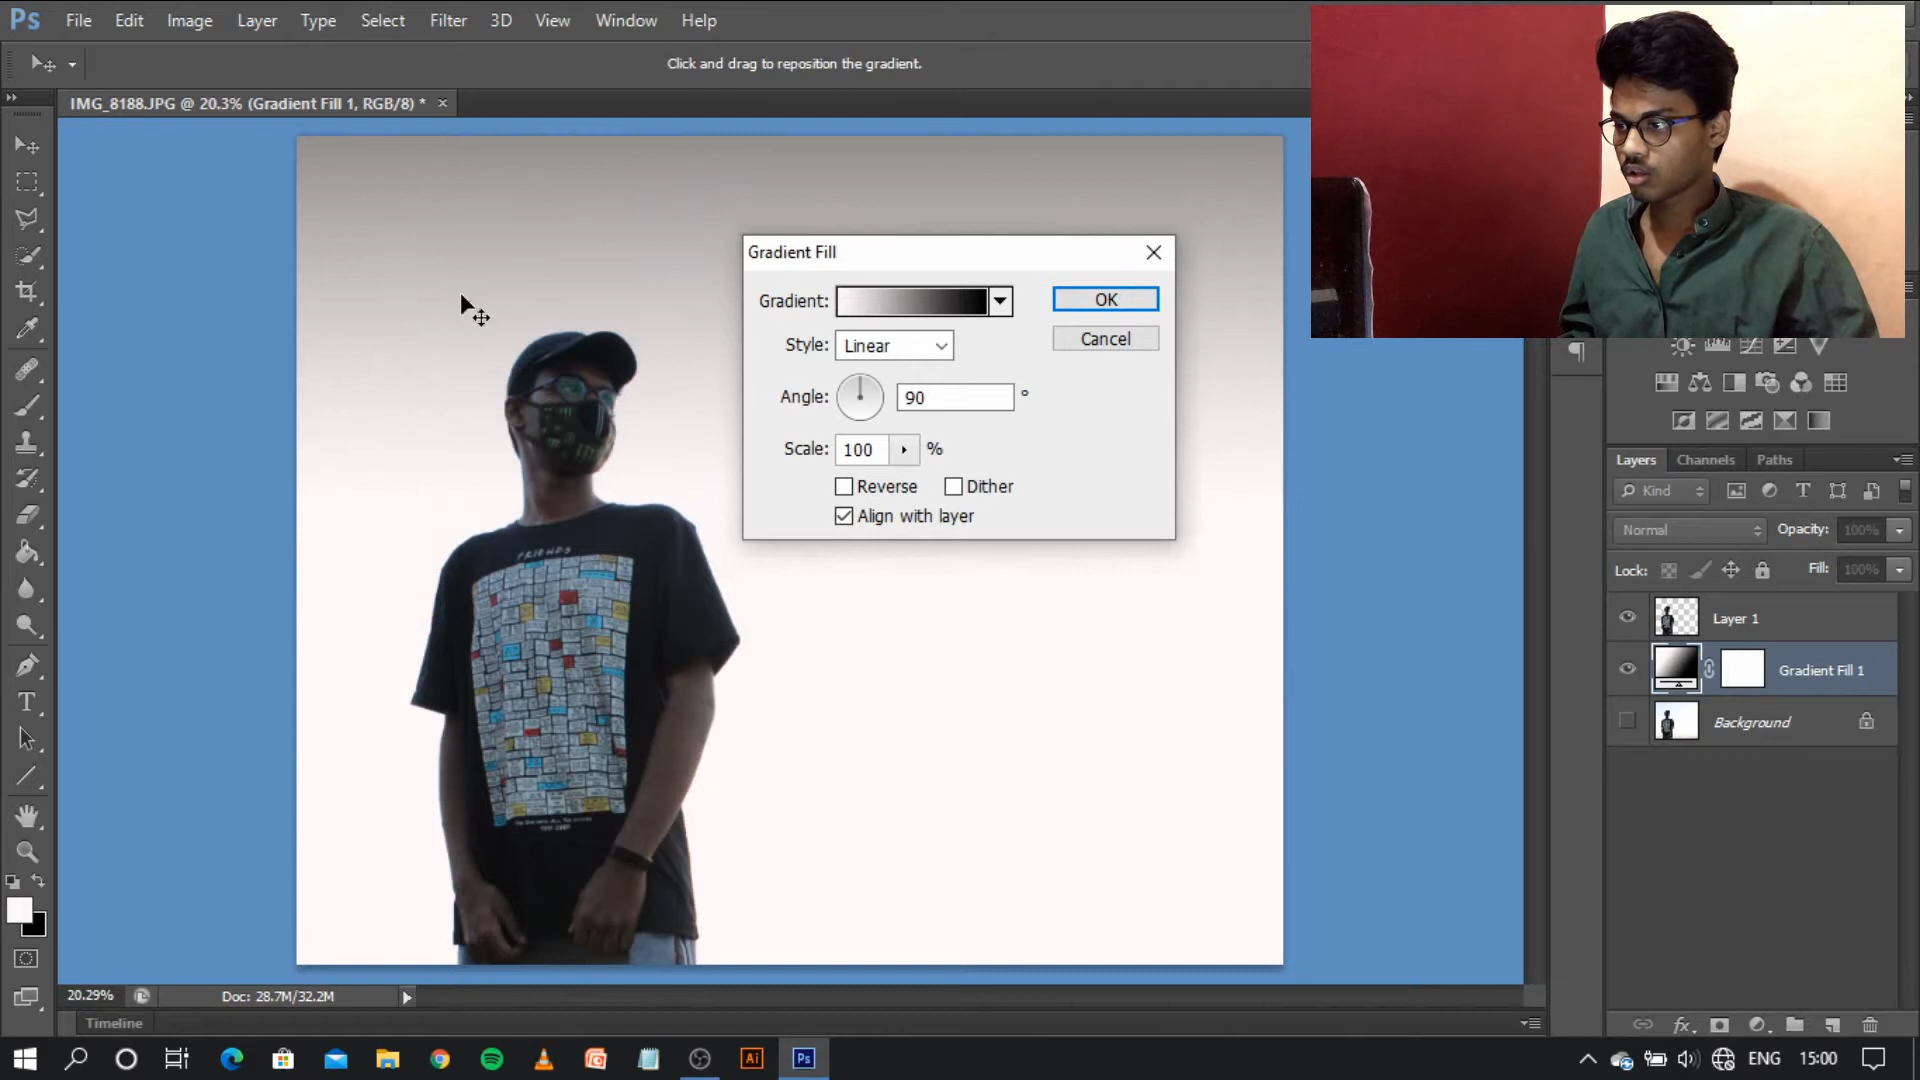 Ps File Edit Image Layer Type Select Filter 3D View Window Help
Click and drag to reposition the gradient.
IMG_8188.JPG @ 20.3% (Gradient Fill 1, RGB/8) * ×
Gradient Fill
Gradient: OK
Style: Linear Cancel
Angle: 90 °
Scale: 100 %
Reverse Dither
Align with layer
FRIENDS
Layers Channels Paths
Kind
Normal Opacity: 100%
Lock: Fill: 100%
Layer 1
Gradient Fill 1
Background
20.29% Doc: 28.7M/32.2M
Timeline
Ai Ps ENG 15:00